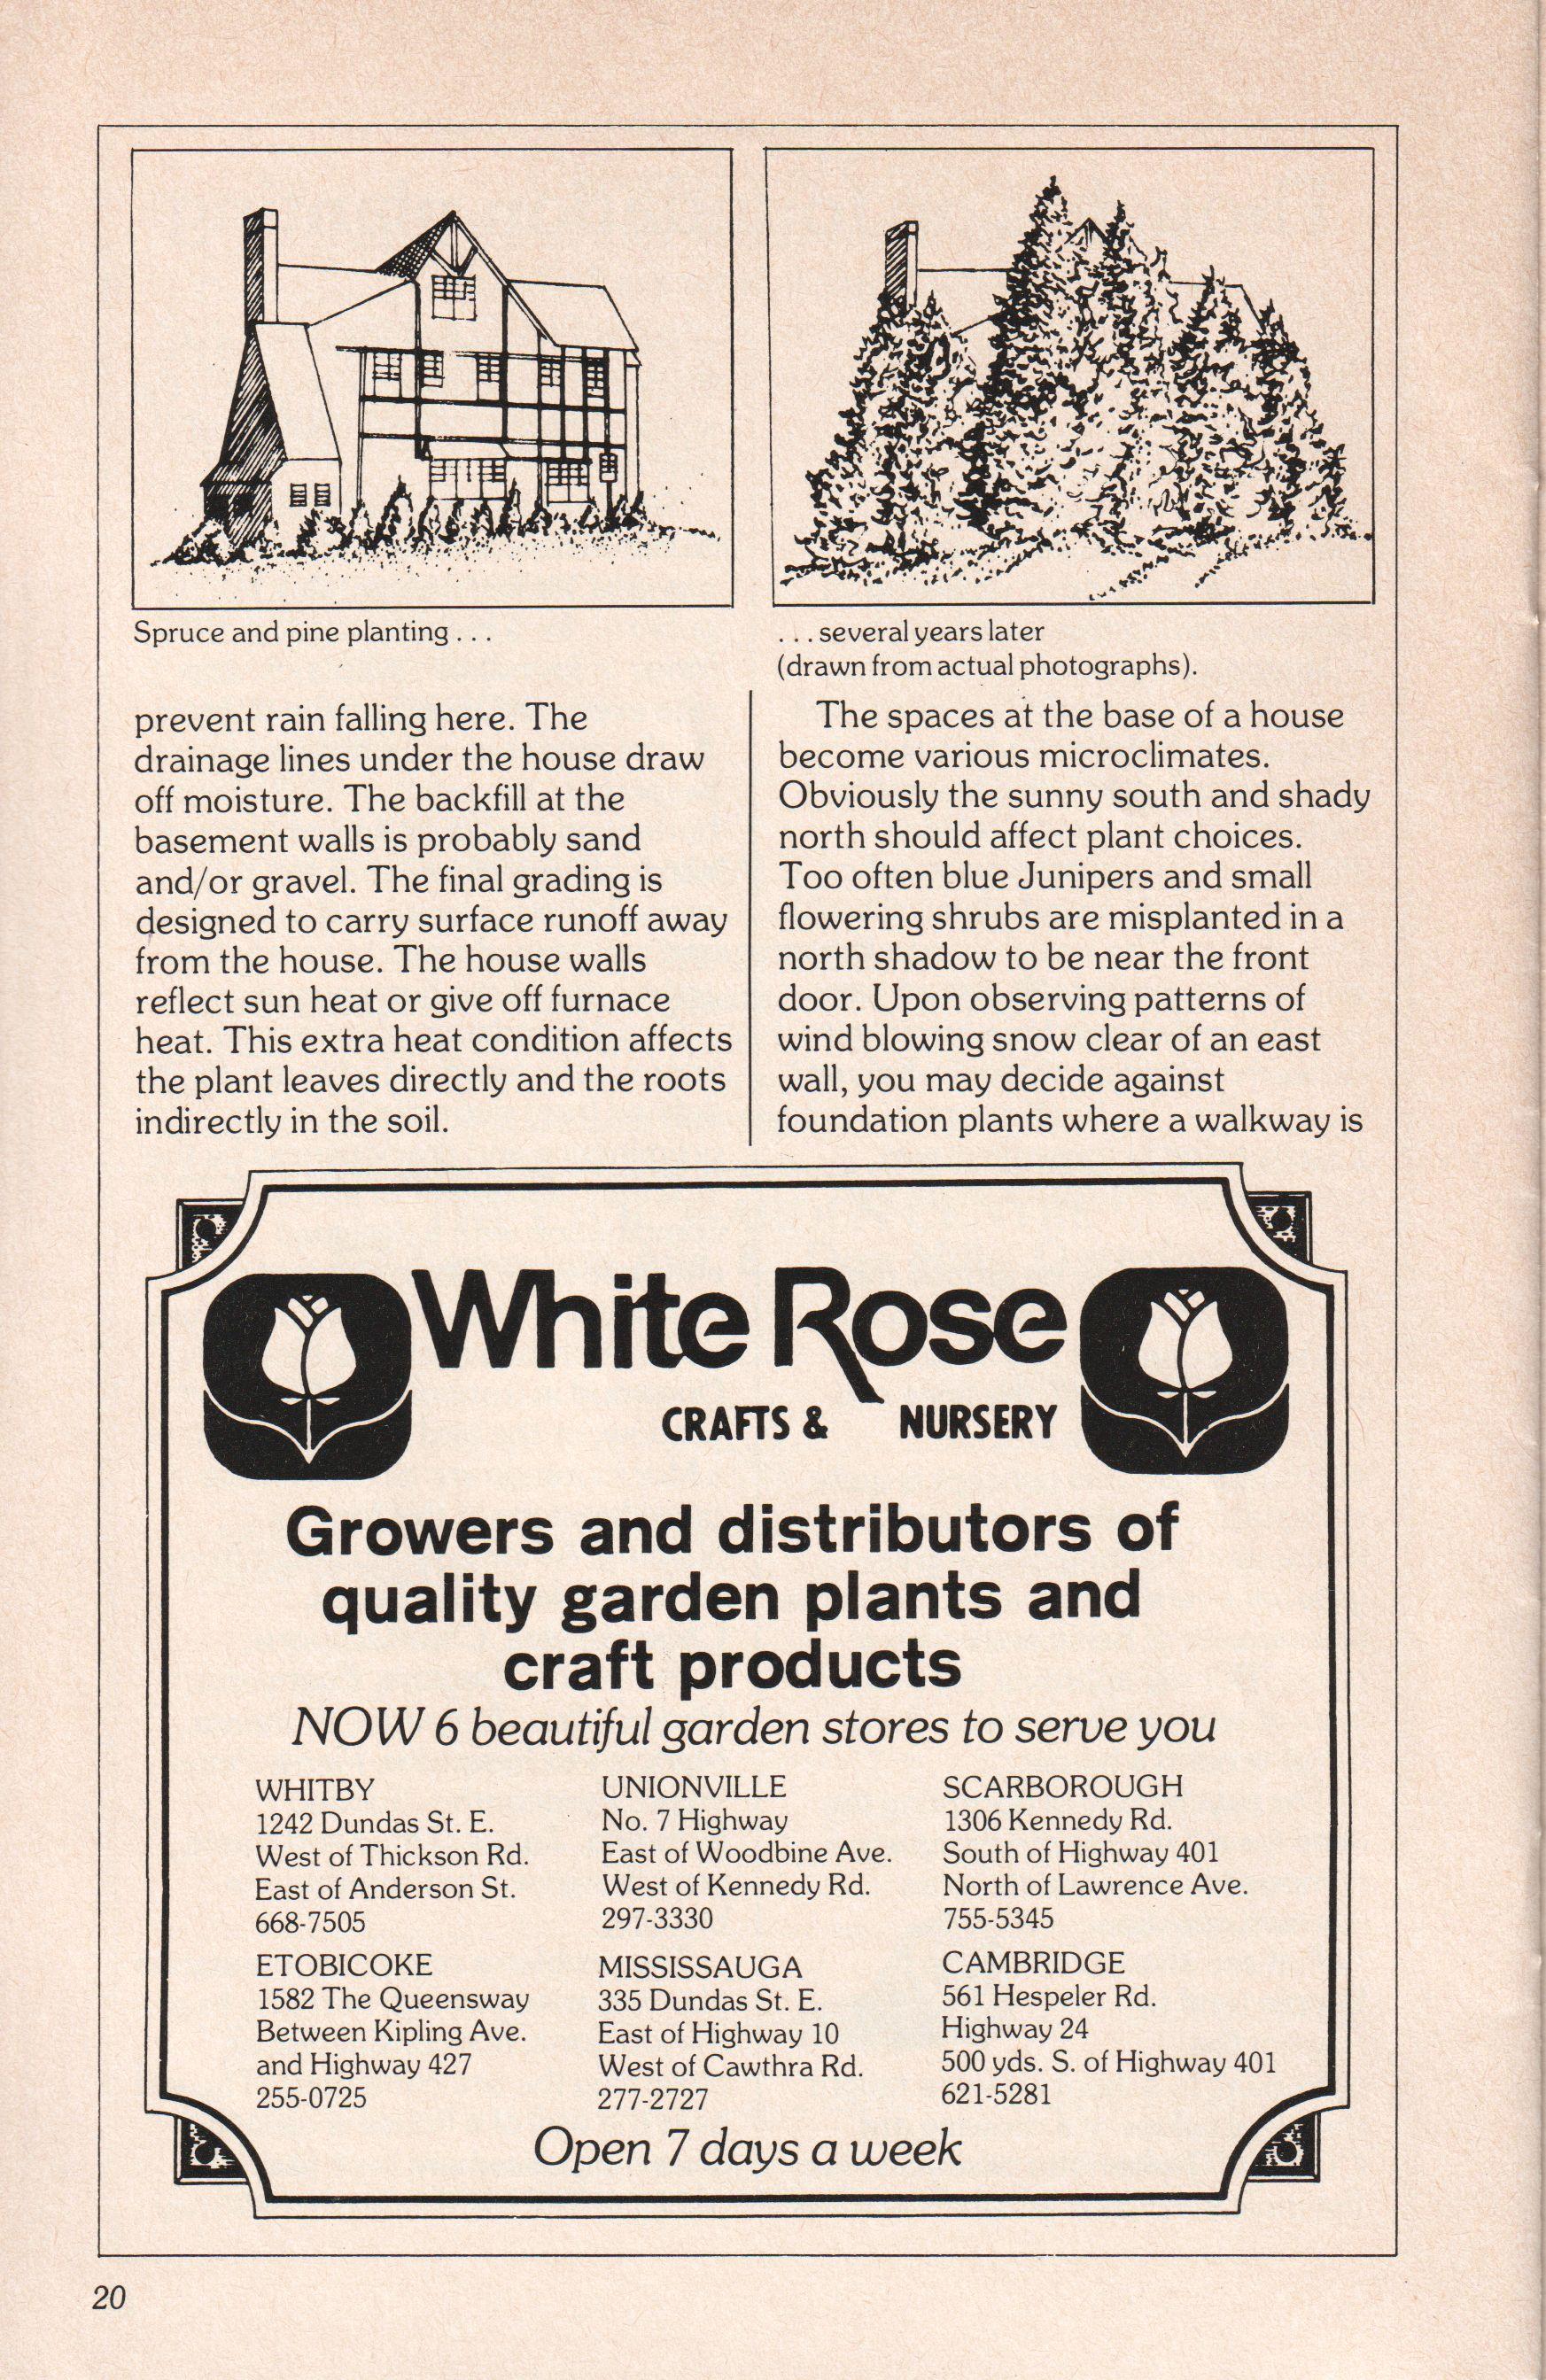 Spruce and pine planting . . .
. . . several years later
(drawn from actual photographs).
prevent rain falling here. The
drainage lines under the house draw
off moisture. The backfill at the
basement walls is probably sand
and/or gravel. The final grading is
designed to carry surface runoff away
from the house. The house walls
reflect sun heat or give off furnace
heat. This extra heat condition affects
the plant leaves directly and the roots
indirectly in the soil.
The spaces at the base of a house
become various microclimates.
Obviously the sunny south and shady
north should affect plant choices.
Too often blue Junipers and small
flowering shrubs are misplanted in a
north shadow to be near the front
door. Upon observing patterns of
wind blowing snow clear of an east
wall, you may decide against
foundation plants where a walkway is
White Rose
CRAFTS & NURSERY
Growers and distributors of
quality garden plants and
craft products
NOW 6 beautiful garden stores to serve you
WHITBY
1242 Dundas St. E.
West of Thickson Rd.
East of Anderson St.
668-7505
UNIONVILLE
No. 7 Highway
East of Woodbine Ave.
West of Kennedy Rd.
297-3330
SCARBOROUGH
1306 Kennedy Rd.
South of Highway 401
North of Lawrence Ave.
755-5345
ETOBICOKE
1582 The Queensway
Between Kipling Ave.
and Highway 427
255-0725
MISSISSAUGA
335 Dundas St. E.
East of Highway 10
West of Cawthra Rd.
277-2727
CAMBRIDGE
561 Hespeler Rd.
Highway 24
500 yds. S. of Highway 401
621-5281
Open 7 days a week
20